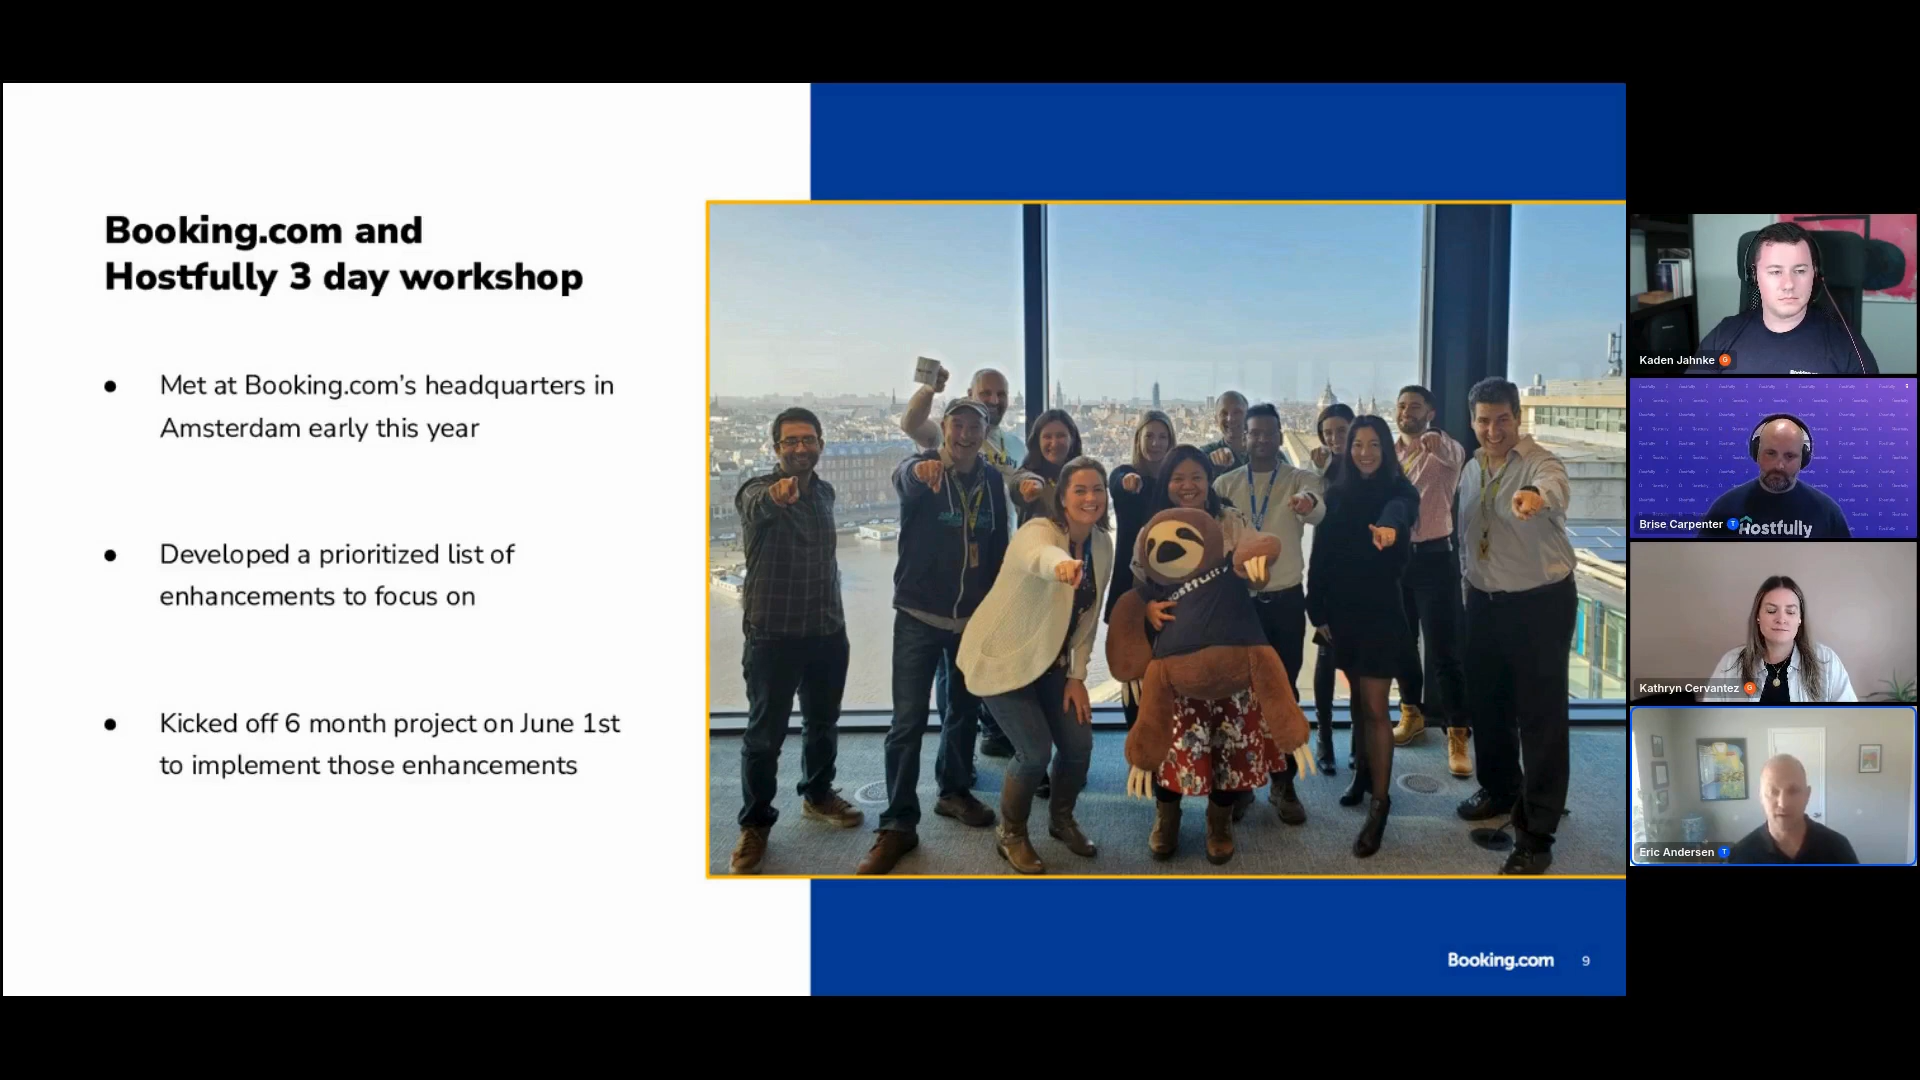 Booking.com and
Hostfully 3 day workshop
● Met at Booking.com’s headquarters in
Amsterdam early this year
● Developed a prioritized list of
enhancements to focus on
● Kicked off 6 month project on June 1st
to implement those enhancements
Booking.com 9
Kaden Jahnke G
Brise Carpenter T
Hostfully
Kathryn Cervantez G
Eric Andersen T